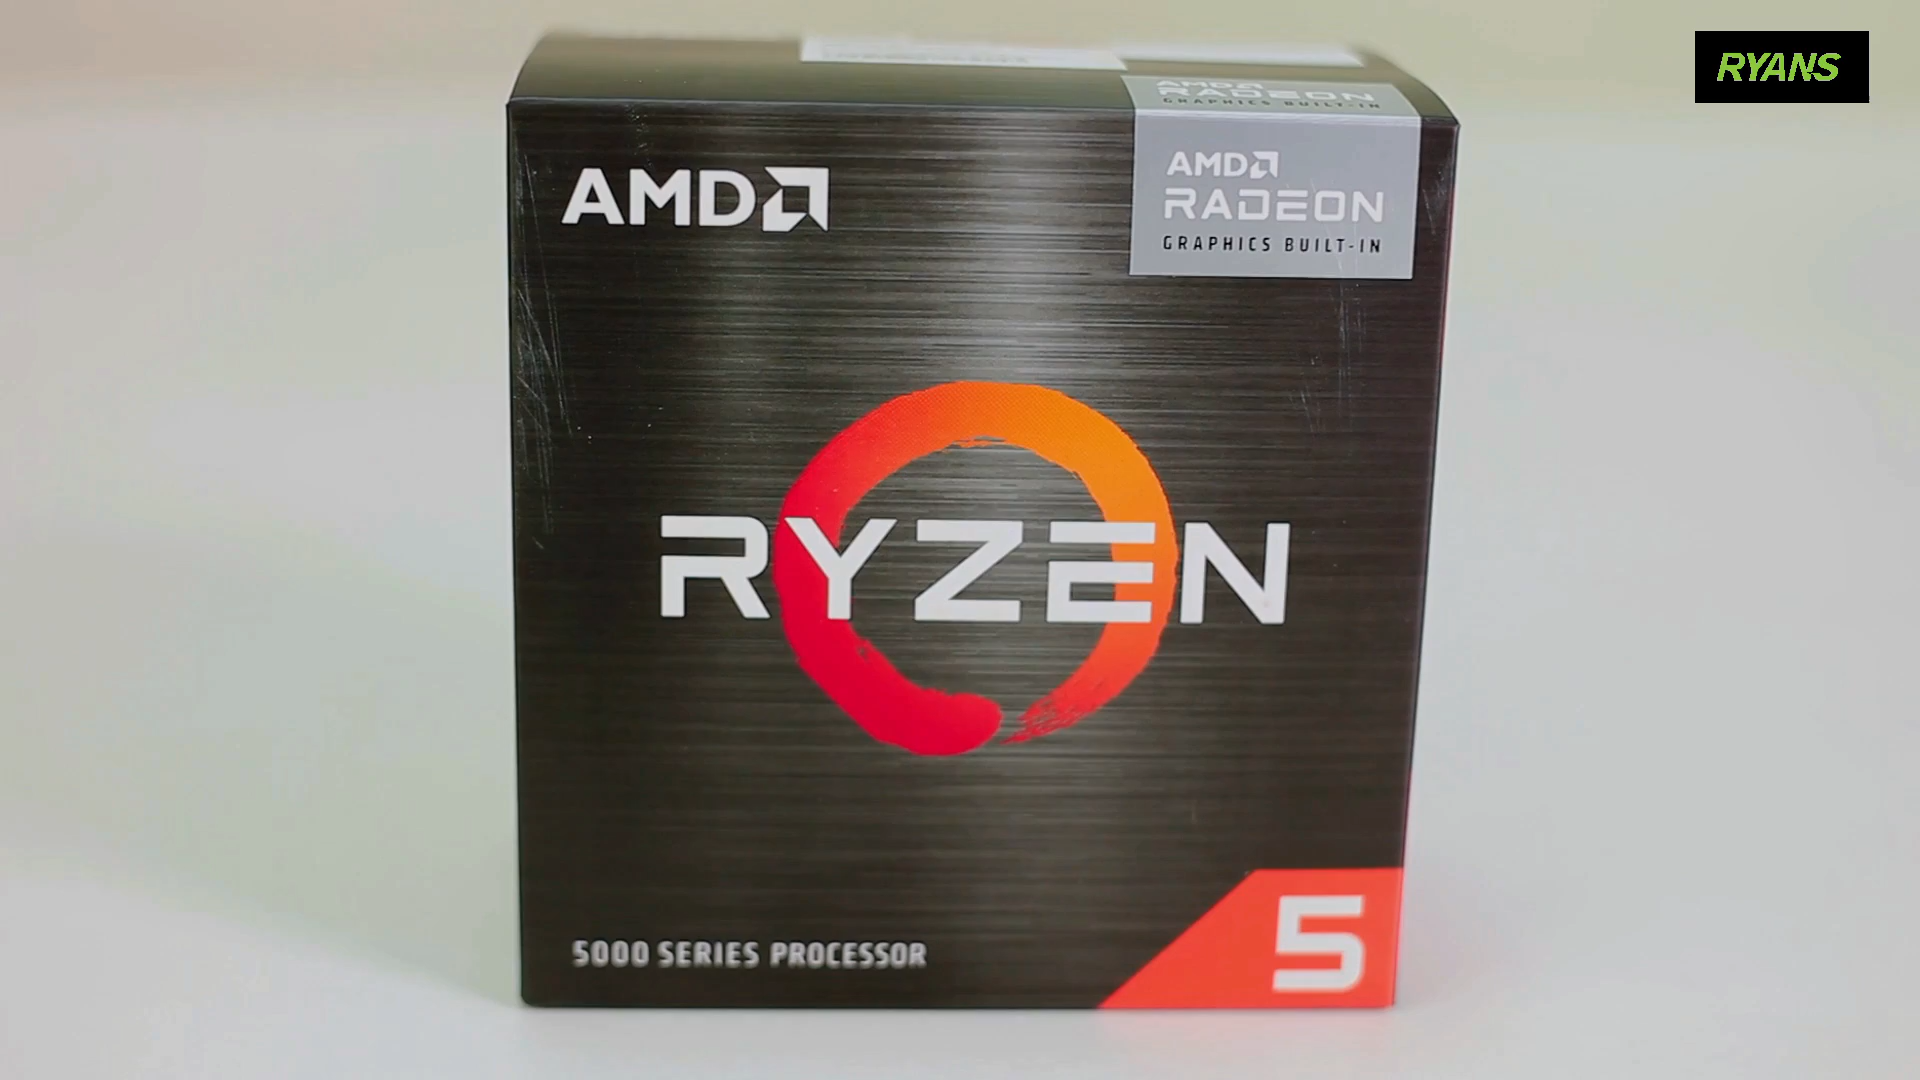 RYANS
AMD
RADEON
GRAPHICS BUILT-IN
AMD
AMD
RADEON
GRAPHICS BUILT-IN
RYZEN
5000 SERIES PROCESSOR
5